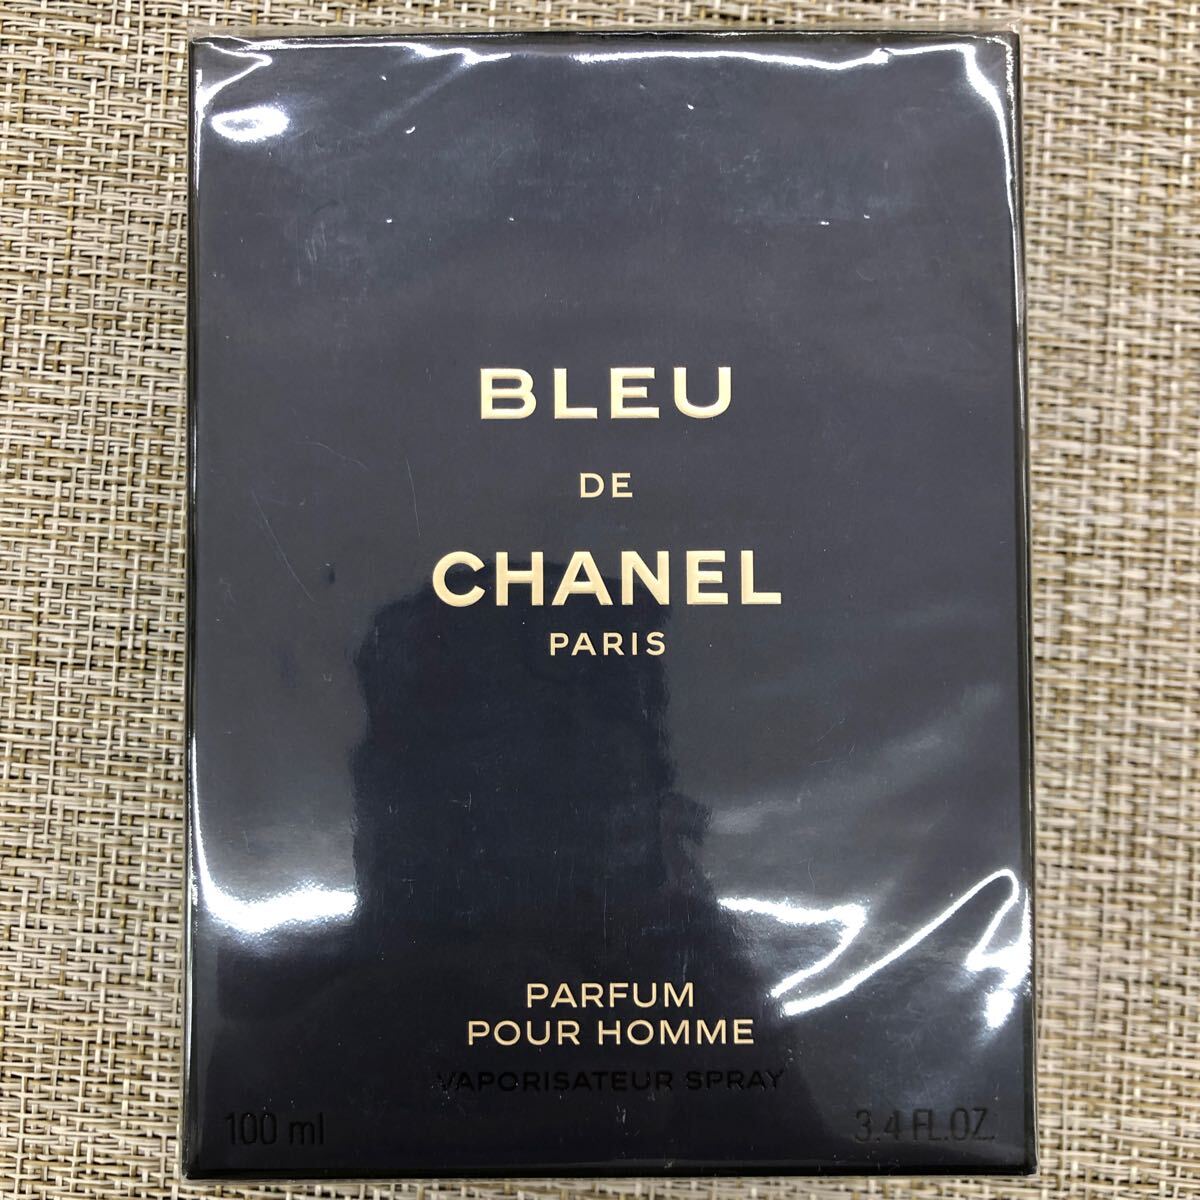 BLEU
DE
CHANEL
PARIS
PARFUM
POUR HOMME
VAPORISATEUR SPRAY
100 ml 3.4 FL.OZ.